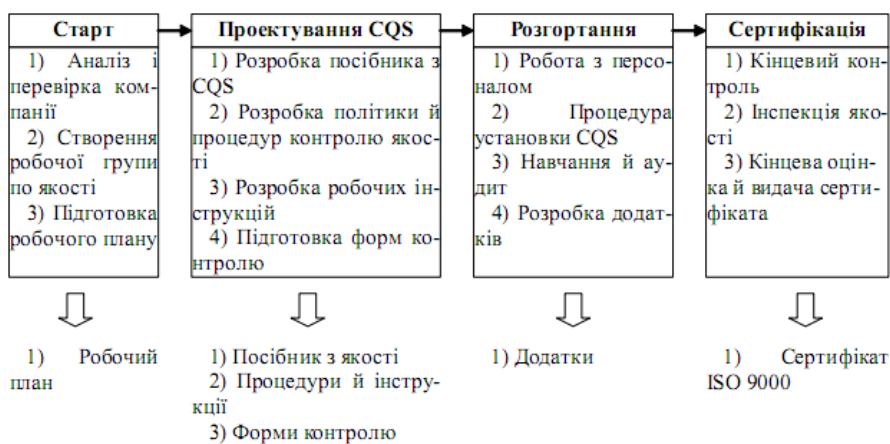 Старт
1) Аналіз і
перевірка ком-
панії
2) Створення
робочої групи
по якості
3) Підготовка
робочого плану
Проектування CQS
1) Розробка посібника з
CQS
2) Розробка політики й
процедур контролю якос-
ті
3) Розробка робочих ін-
струкцій
4) Підготовка форм ко-
нтролю
Розгортання
1) Робота з персо-
налом
2) Процедура
установки CQS
3) Навчання й ау-
дит
4) Розробка додат-
ків
Сертифікація
1) Кінцевий кон-
троль
2) Інспекція яко-
сті
3) Кінцева оцін-
ка й видача серти-
фіката
1) Робочий
план
1) Посібник з якості
2) Процедури й інстру-
кції
3) Форми контролю
1) Додатки
1) Сертифікат
ISO 9000